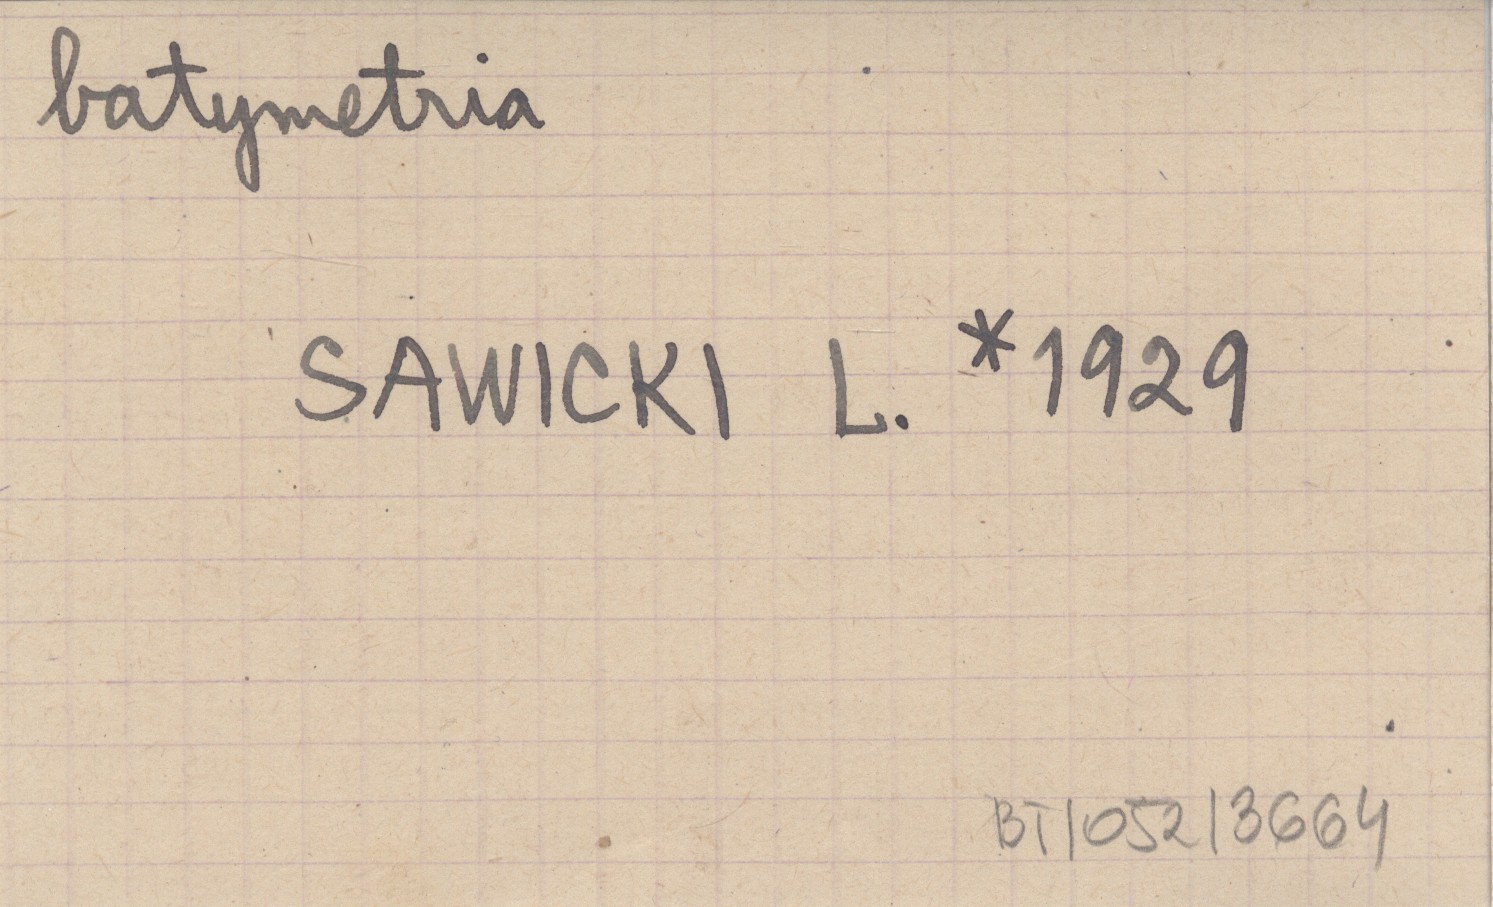 batymetria
SAWICKI L. *1929
BT/052/3664